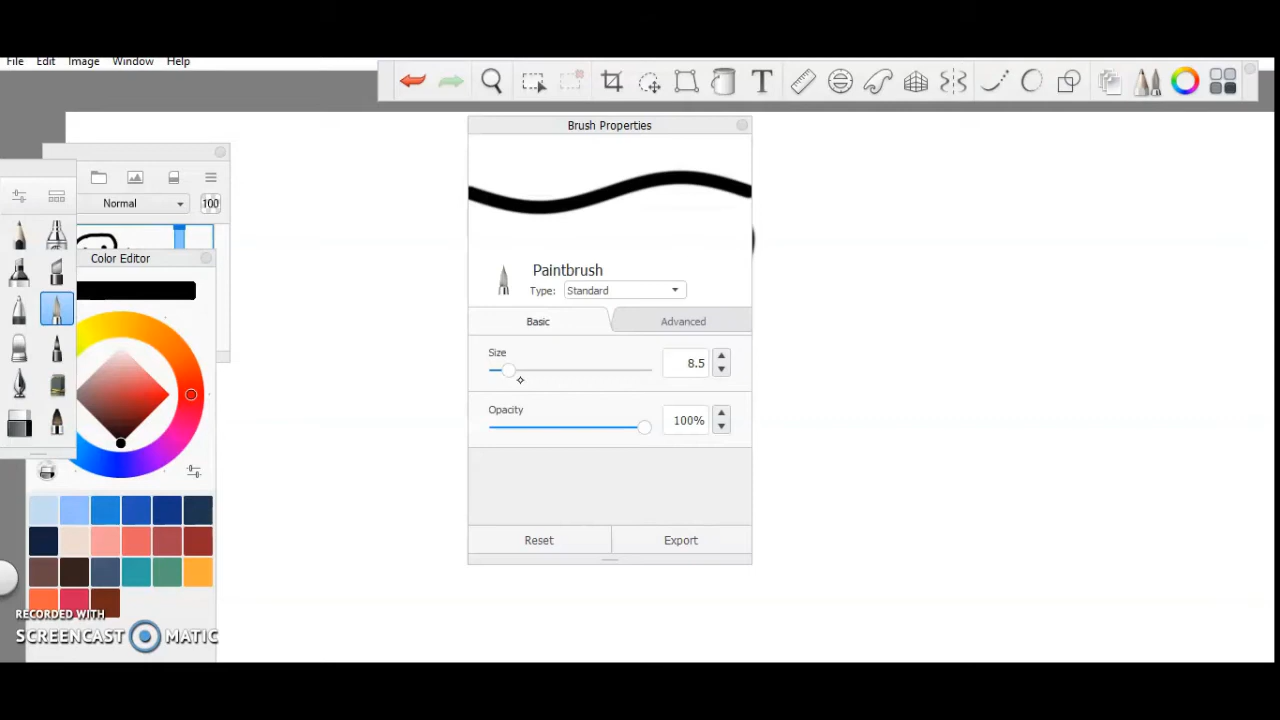 File Edit Image Window Help
T
Brush Properties
Normal 100
Color Editor
Paintbrush
Type: Standard
Basic Advanced
Size
8.5
Opacity
100%
Reset Export
RECORDED WITH
SCREENCAST MATIC